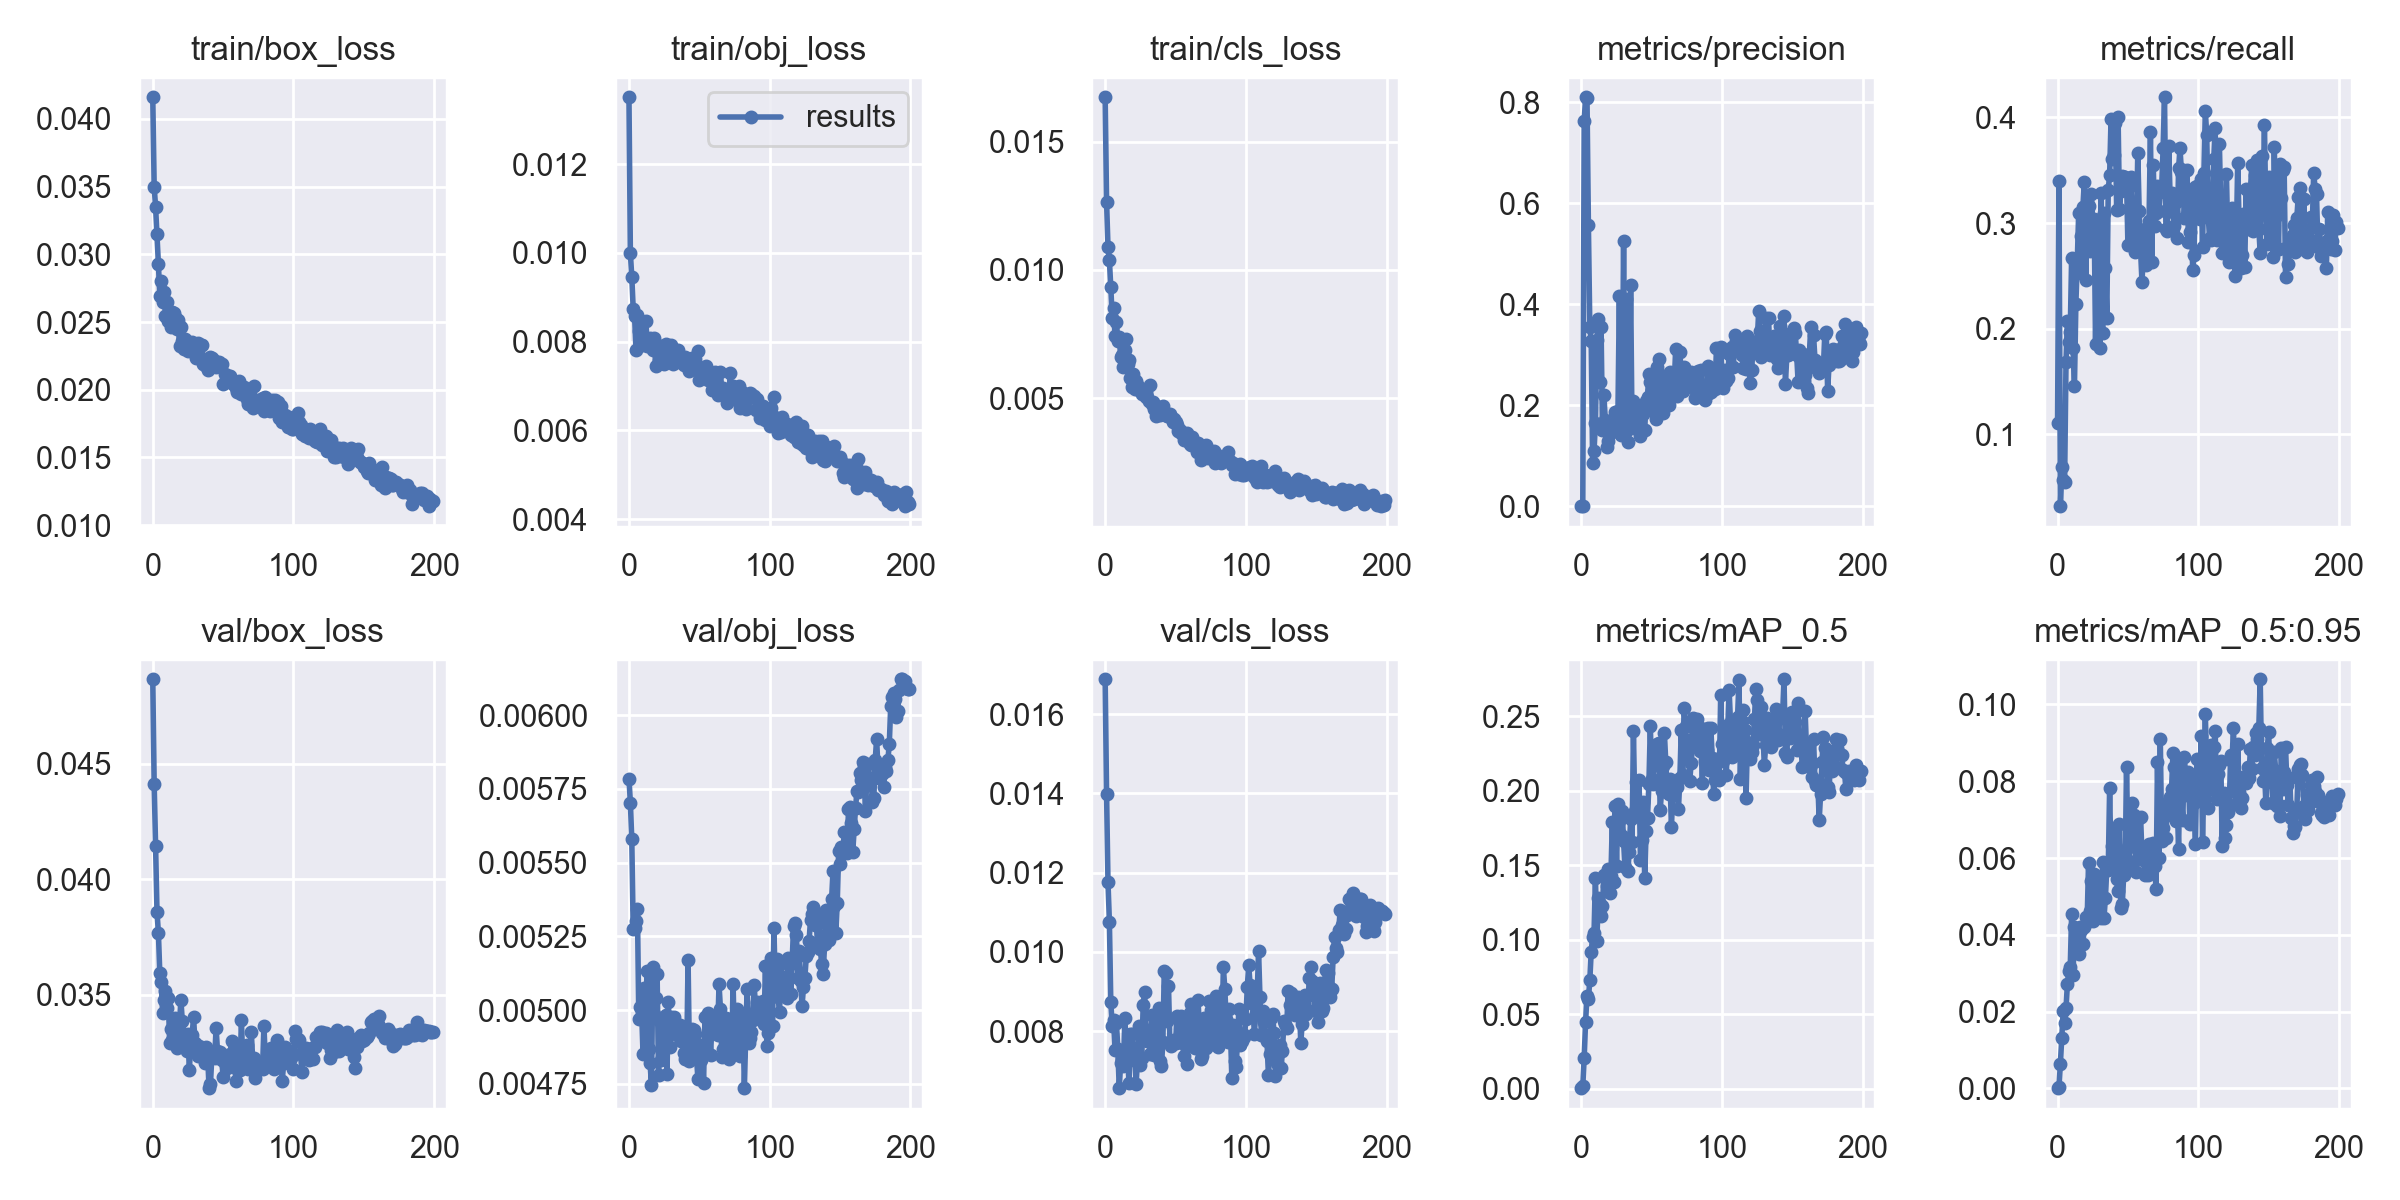 train/box_loss
0.040
0.035
0.030
0.025
0.020
0.015
0.010
0 100 200
train/obj_loss
results
0.012
0.010
0.008
0.006
0.004
0 100 200
train/cls_loss
0.015
0.010
0.005
0 100 200
metrics/precision
0.8
0.6
0.4
0.2
0.0
0 100 200
metrics/recall
0.4
0.3
0.2
0.1
0 100 200
val/box_loss
0.045
0.040
0.035
0 100 200
val/obj_loss
0.00600
0.00575
0.00550
0.00525
0.00500
0.00475
0 100 200
val/cls_loss
0.016
0.014
0.012
0.010
0.008
0 100 200
metrics/mAP_0.5
0.25
0.20
0.15
0.10
0.05
0.00
0 100 200
metrics/mAP_0.5:0.95
0.10
0.08
0.06
0.04
0.02
0.00
0 100 200